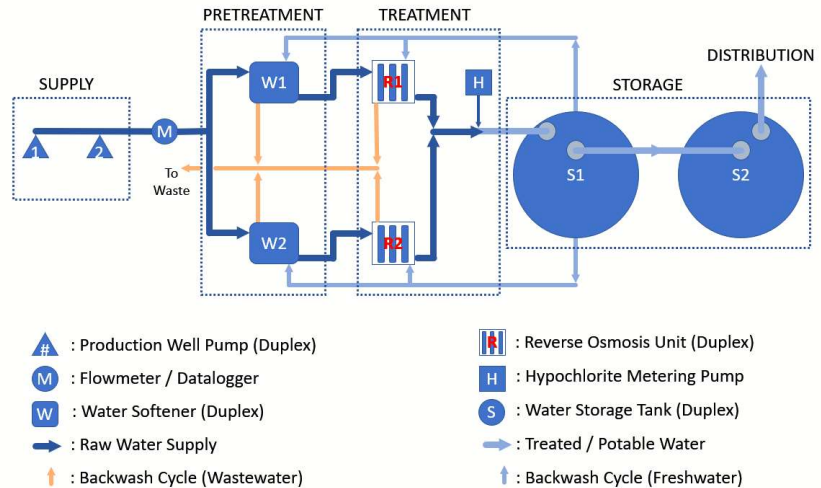 PRETREATMENT
TREATMENT
DISTRIBUTION
SUPPLY
STORAGE
W1
R1
H
M
1
2
To
Waste
S1
S2
W2
R2
# : Production Well Pump (Duplex)
M : Flowmeter / Datalogger
W : Water Softener (Duplex)
: Raw Water Supply
: Backwash Cycle (Wastewater)
R : Reverse Osmosis Unit (Duplex)
H : Hypochlorite Metering Pump
S : Water Storage Tank (Duplex)
: Treated / Potable Water
: Backwash Cycle (Freshwater)